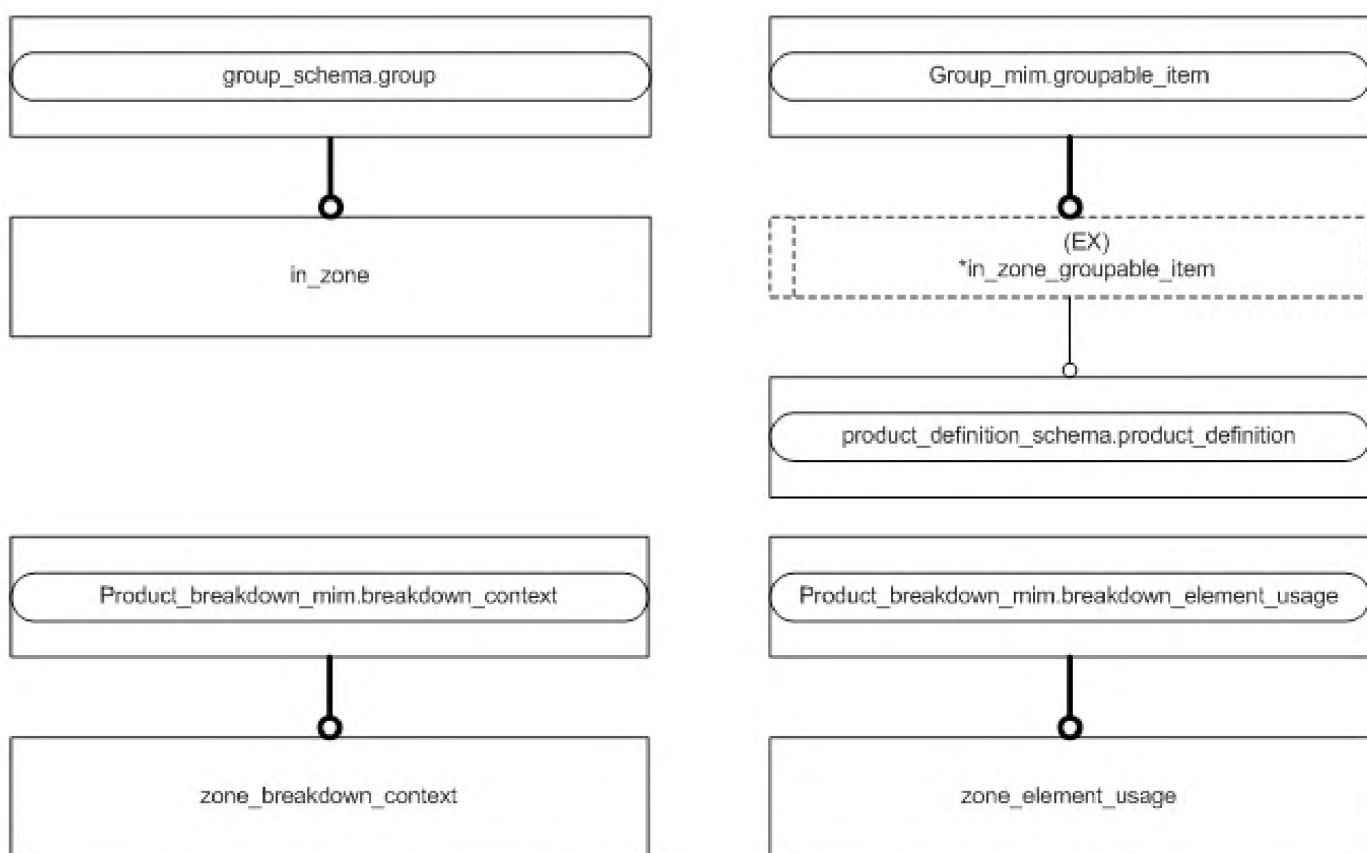 group_schema.group
Group_mim.groupable_item
in_zone
(EX)
*in_zone_groupable_item
product_definition_schema.product_definition
Product_breakdown_mim.breakdown_context
Product_breakdown_mim.breakdown_element_usage
zone_breakdown_context
zone_element_usage